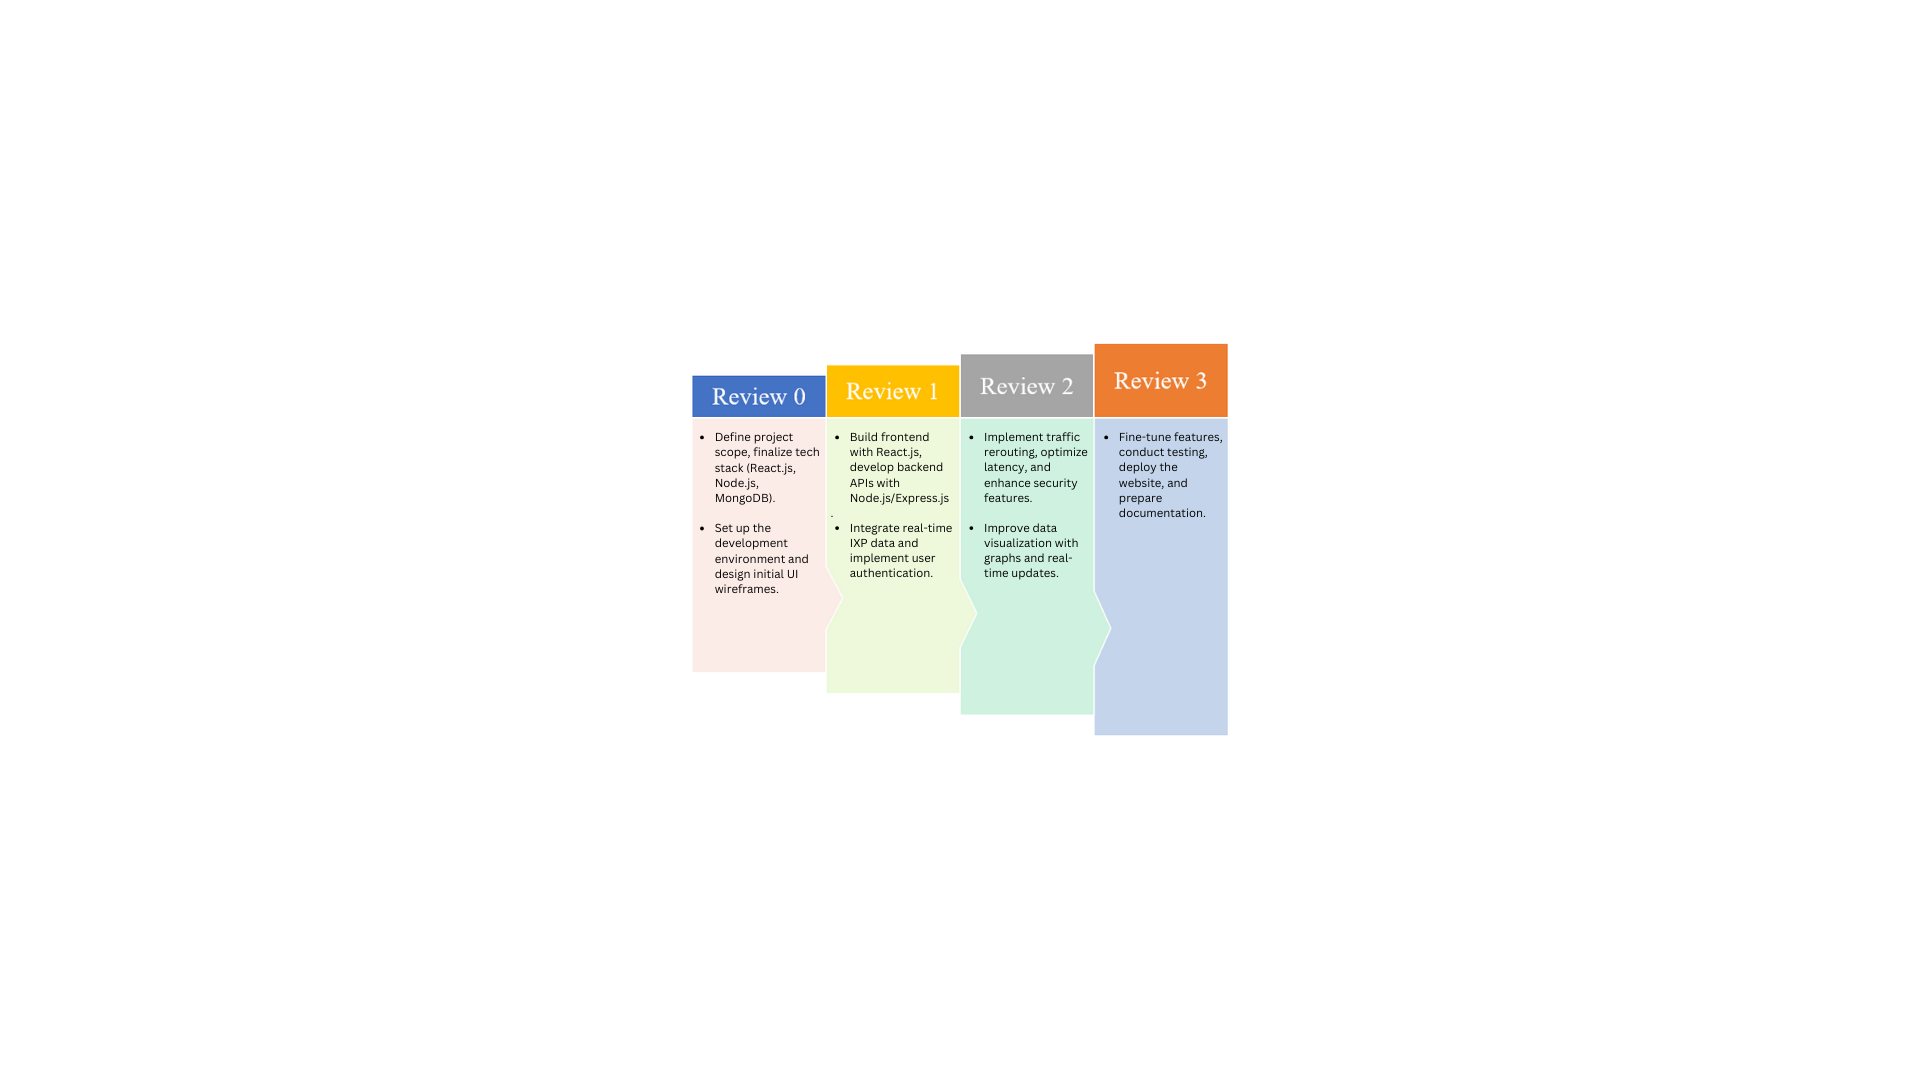 Review 0
• Define project
scope, finalize tech
stack (React.js,
Node.js,
MongoDB).
• Set up the
development
environment and
design initial UI
wireframes.
Review 1
• Build frontend
with React.js,
develop backend
APIs with
Node.js/Express.js
.
• Integrate real-time
IXP data and
implement user
authentication.
Review 2
• Implement traffic
rerouting, optimize
latency, and
enhance security
features.
• Improve data
visualization with
graphs and real-
time updates.
Review 3
• Fine-tune features,
conduct testing,
deploy the
website, and
prepare
documentation.